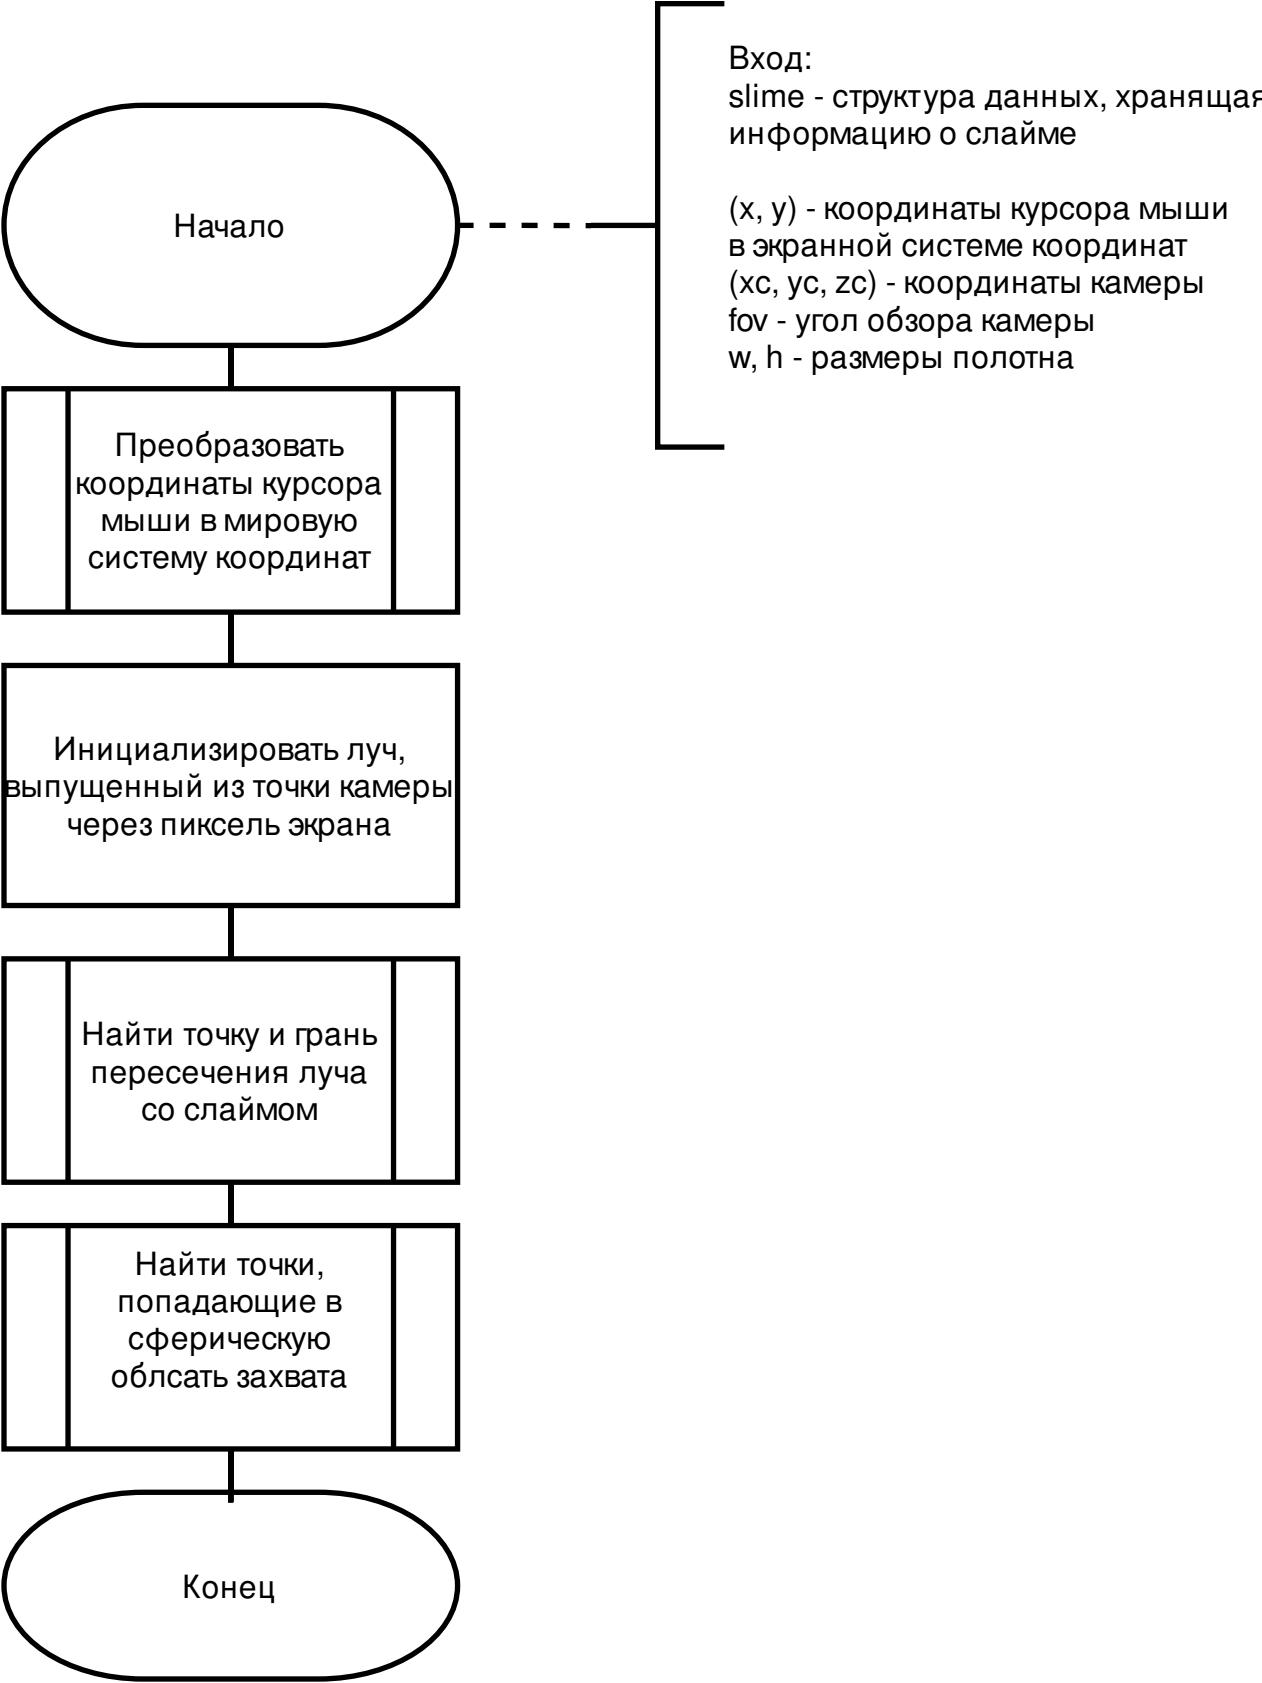 Вход:
slime - структура данных, хранящая
информацию о слайме
(x, y) - координаты курсора мыши
в экранной системе координат
(xc, yc, zc) - координаты камеры
fov - угол обзора камеры
w, h - размеры полотна
Начало
Преобразовать
координаты курсора
мыши в мировую
систему координат
Инициализировать луч,
выпущенный из точки камеры
через пиксель экрана
Найти точку и грань
пересечения луча
со слаймом
Найти точки,
попадающие в
сферическую
облсать захвата
Конец